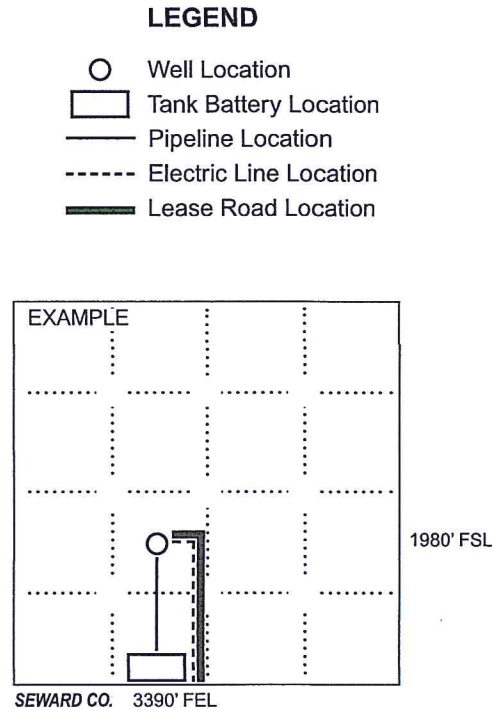 LEGEND
Well Location
Tank Battery Location
Pipeline Location
Electric Line Location
Lease Road Location
EXAMPLE
1980' FSL
SEWARD CO. 3390' FEL